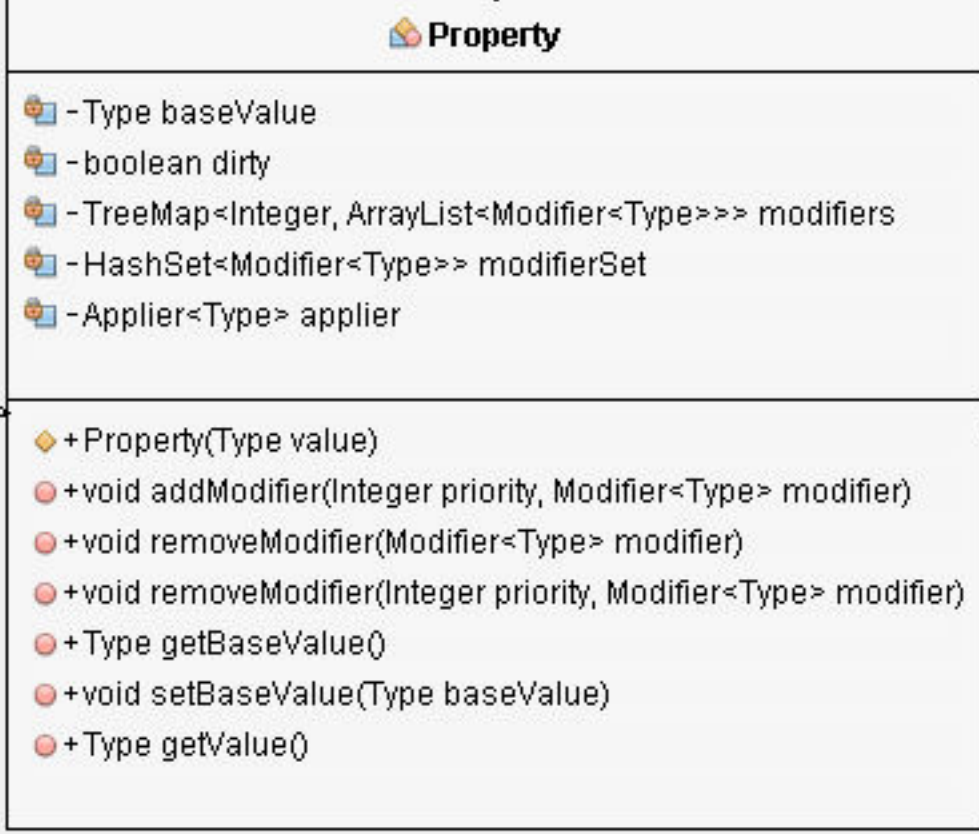 Property
-Type baseValue
-boolean dirty
-TreeMap<Integer, ArrayList<Modifier<Type>>> modifiers
-HashSet<Modifier<Type>> modifierSet
-Applier<Type> applier
+Property(Type value)
+void addModifier(Integer priority, Modifier<Type> modifier)
+void removeModifier(Modifier<Type> modifier)
+void removeModifier(Integer priority, Modifier<Type> modifier)
+Type getBaseValue()
+void setBaseValue(Type baseValue)
+Type getValue()